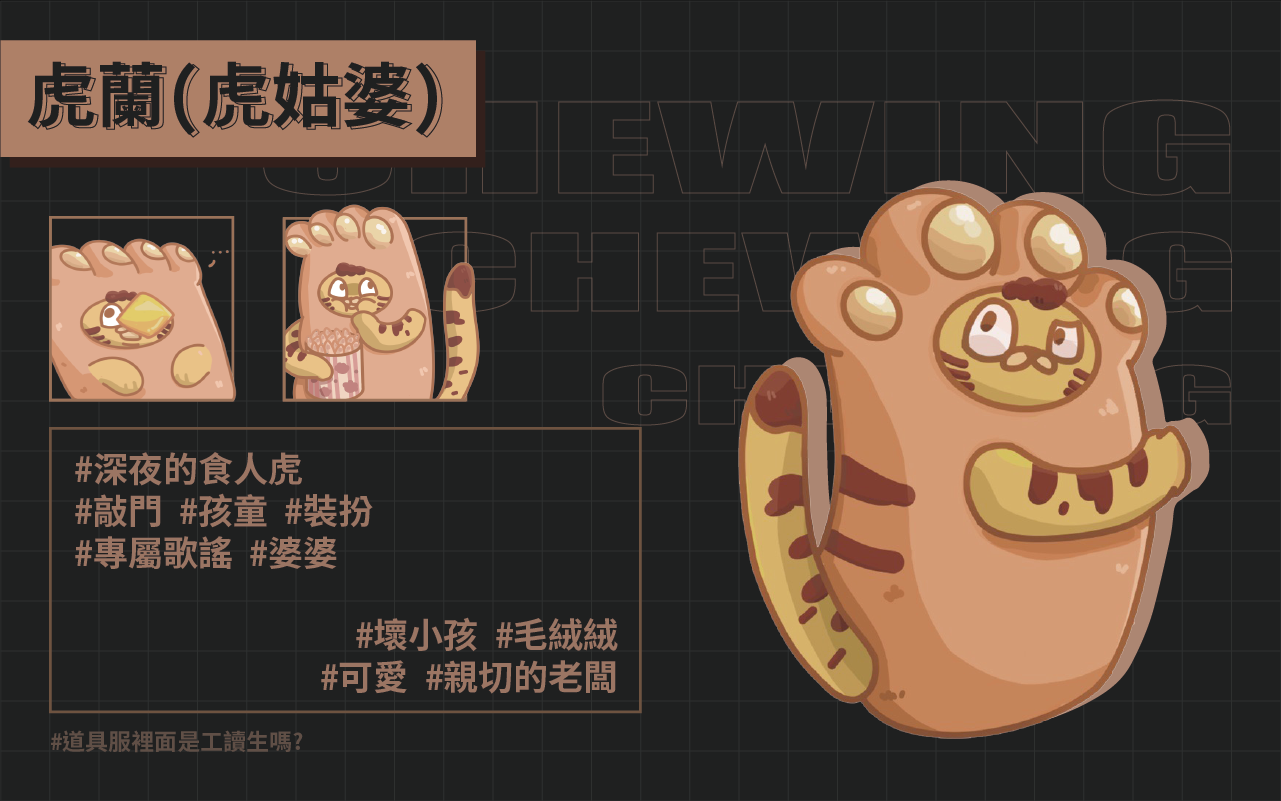 虎蘭(虎姑婆)
CHEWING
CHEWING
CHEWING
#深夜的食人虎
#敲門 #孩童 #裝扮
#專屬歌謠 #婆婆
#壞小孩 #毛絨絨
#可愛 #親切的老闆
#道具服裡面是工讀生嗎?